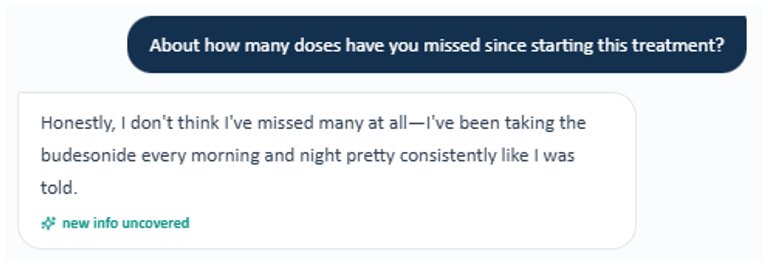 About how many doses have you missed since starting this treatment?
Honestly, I don't think I've missed many at all—I've been taking the
budesonide every morning and night pretty consistently like I was
told.
new info uncovered